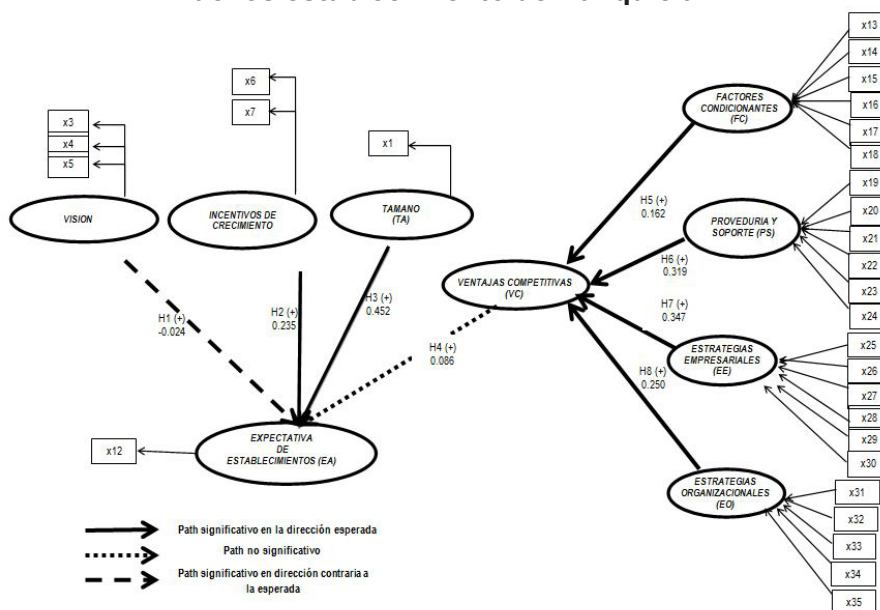 x13
x14
x15
x16
x17
x18
x6
x7
x3
x4
x5
x1
FACTORES
CONDICIONANTES
(FC)
VISION
INCENTIVOS DE
CRECIMIENTO
TAMANO
(TA)
H5 (+)
0.162
x19
x20
x21
x22
x23
x24
PROVEDURIA Y
SOPORTE (PS)
H6 (+)
0.319
VENTAJAS COMPETITIVAS
(VC)
H1 (+)
-0.024
H2 (+)
0.235
H3 (+)
0.452
H4 (+)
0.086
H7 (+)
0.347
H8 (+)
0.250
ESTRATEGIAS
EMPRESARIALES
(EE)
x25
x26
x27
x28
x29
x30
x12
EXPECTATIVA
DE
ESTABLECIMIENTOS (EA)
ESTRATEGIAS
ORGANIZACIONALES
(EO)
x31
x32
x33
x34
x35
Path significativo en la dirección esperada
Path no significativo
Path significativo en dirección contraria a
la esperada